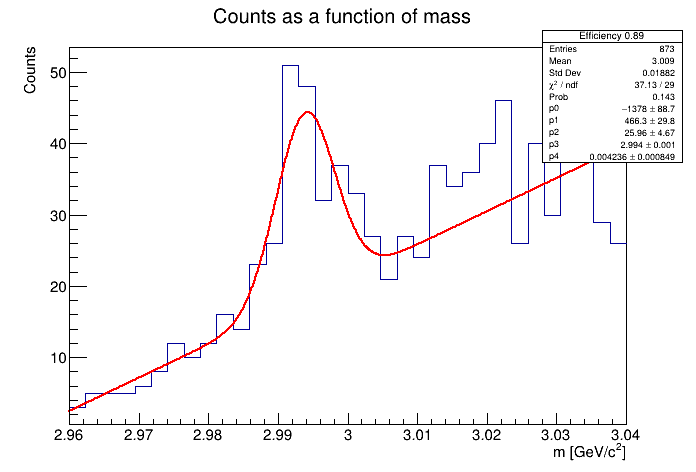 Counts as a function of mass
Counts
Efficiency 0.89
Entries 873
Mean 3.009
Std Dev 0.01882
χ² / ndf 37.13 / 29
Prob 0.143
p0 −1378 ± 88.7
p1 466.3 ± 29.8
p2 25.96 ± 4.67
p3 2.994 ± 0.001
p4 0.004236 ± 0.000849
50
40
30
20
10
2.96 2.97 2.98 2.99 3 3.01 3.02 3.03 3.04
m [GeV/c²]